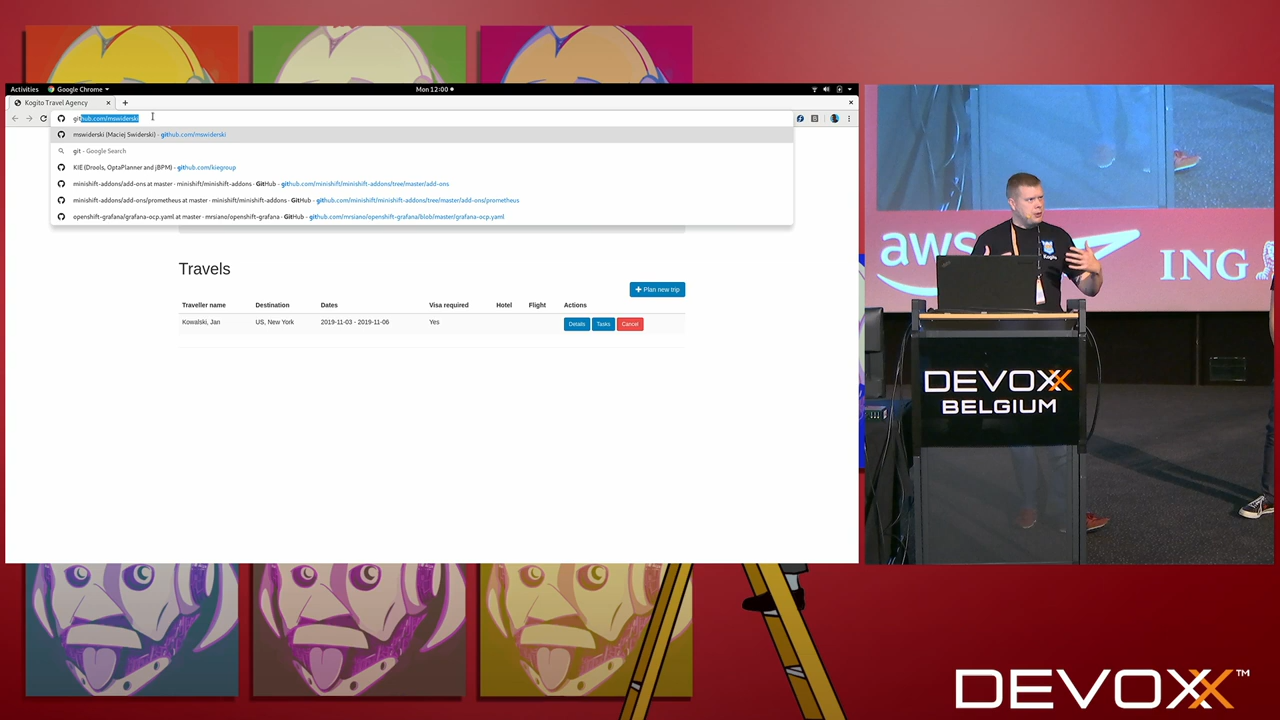 Activities
Google Chrome
Mon 12:00
Kogito Travel Agency
github.com/mswiderski
mswiderski (Maciej Swiderski) - github.com/mswiderski
git - Google Search
KIE (Drools, OptaPlanner and jBPM) - github.com/kiegroup
minishift-addons/add-ons at master · minishift/minishift-addons · GitHub - github.com/minishift/minishift-addons/tree/master/add-ons
minishift-addons/add-ons/prometheus at master · minishift/minishift-addons · GitHub - github.com/minishift/minishift-addons/tree/master/add-ons/prometheus
openshift-grafana/grafana-ocp.yaml at master · mrsiano/openshift-grafana · GitHub - github.com/mrsiano/openshift-grafana/blob/master/grafana-ocp.yaml
Travels
Plan new trip
Traveller name Destination Dates Visa required Hotel Flight Actions
Kowalski, Jan US, New York 2019-11-03 - 2019-11-06 Yes Details Tasks Cancel
aws
ING
Kogito
DEVOXX
BELGIUM
DEVOXX™